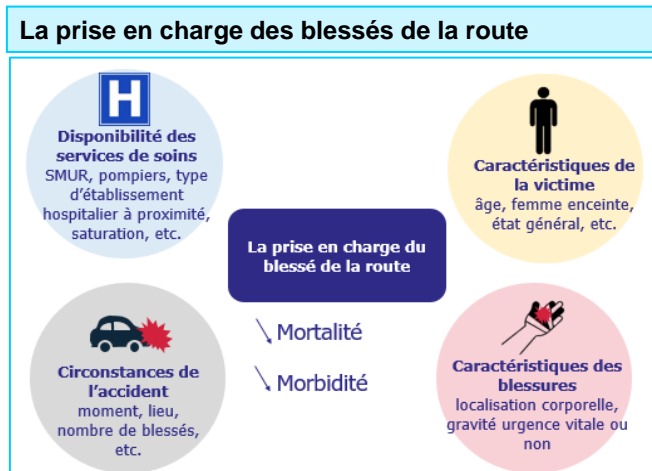 La prise en charge des blessés de la route
H
Disponibilité des
services de soins
SMUR, pompiers, type
d'établissement
hospitalier à proximité,
saturation, etc.
Caractéristiques de
la victime
âge, femme enceinte,
état général, etc.
La prise en charge du
blessé de la route
Mortalité
Morbidité
Circonstances de
l'accident
moment, lieu,
nombre de blessés,
etc.
Caractéristiques des
blessures
localisation corporelle,
gravité urgence vitale ou
non